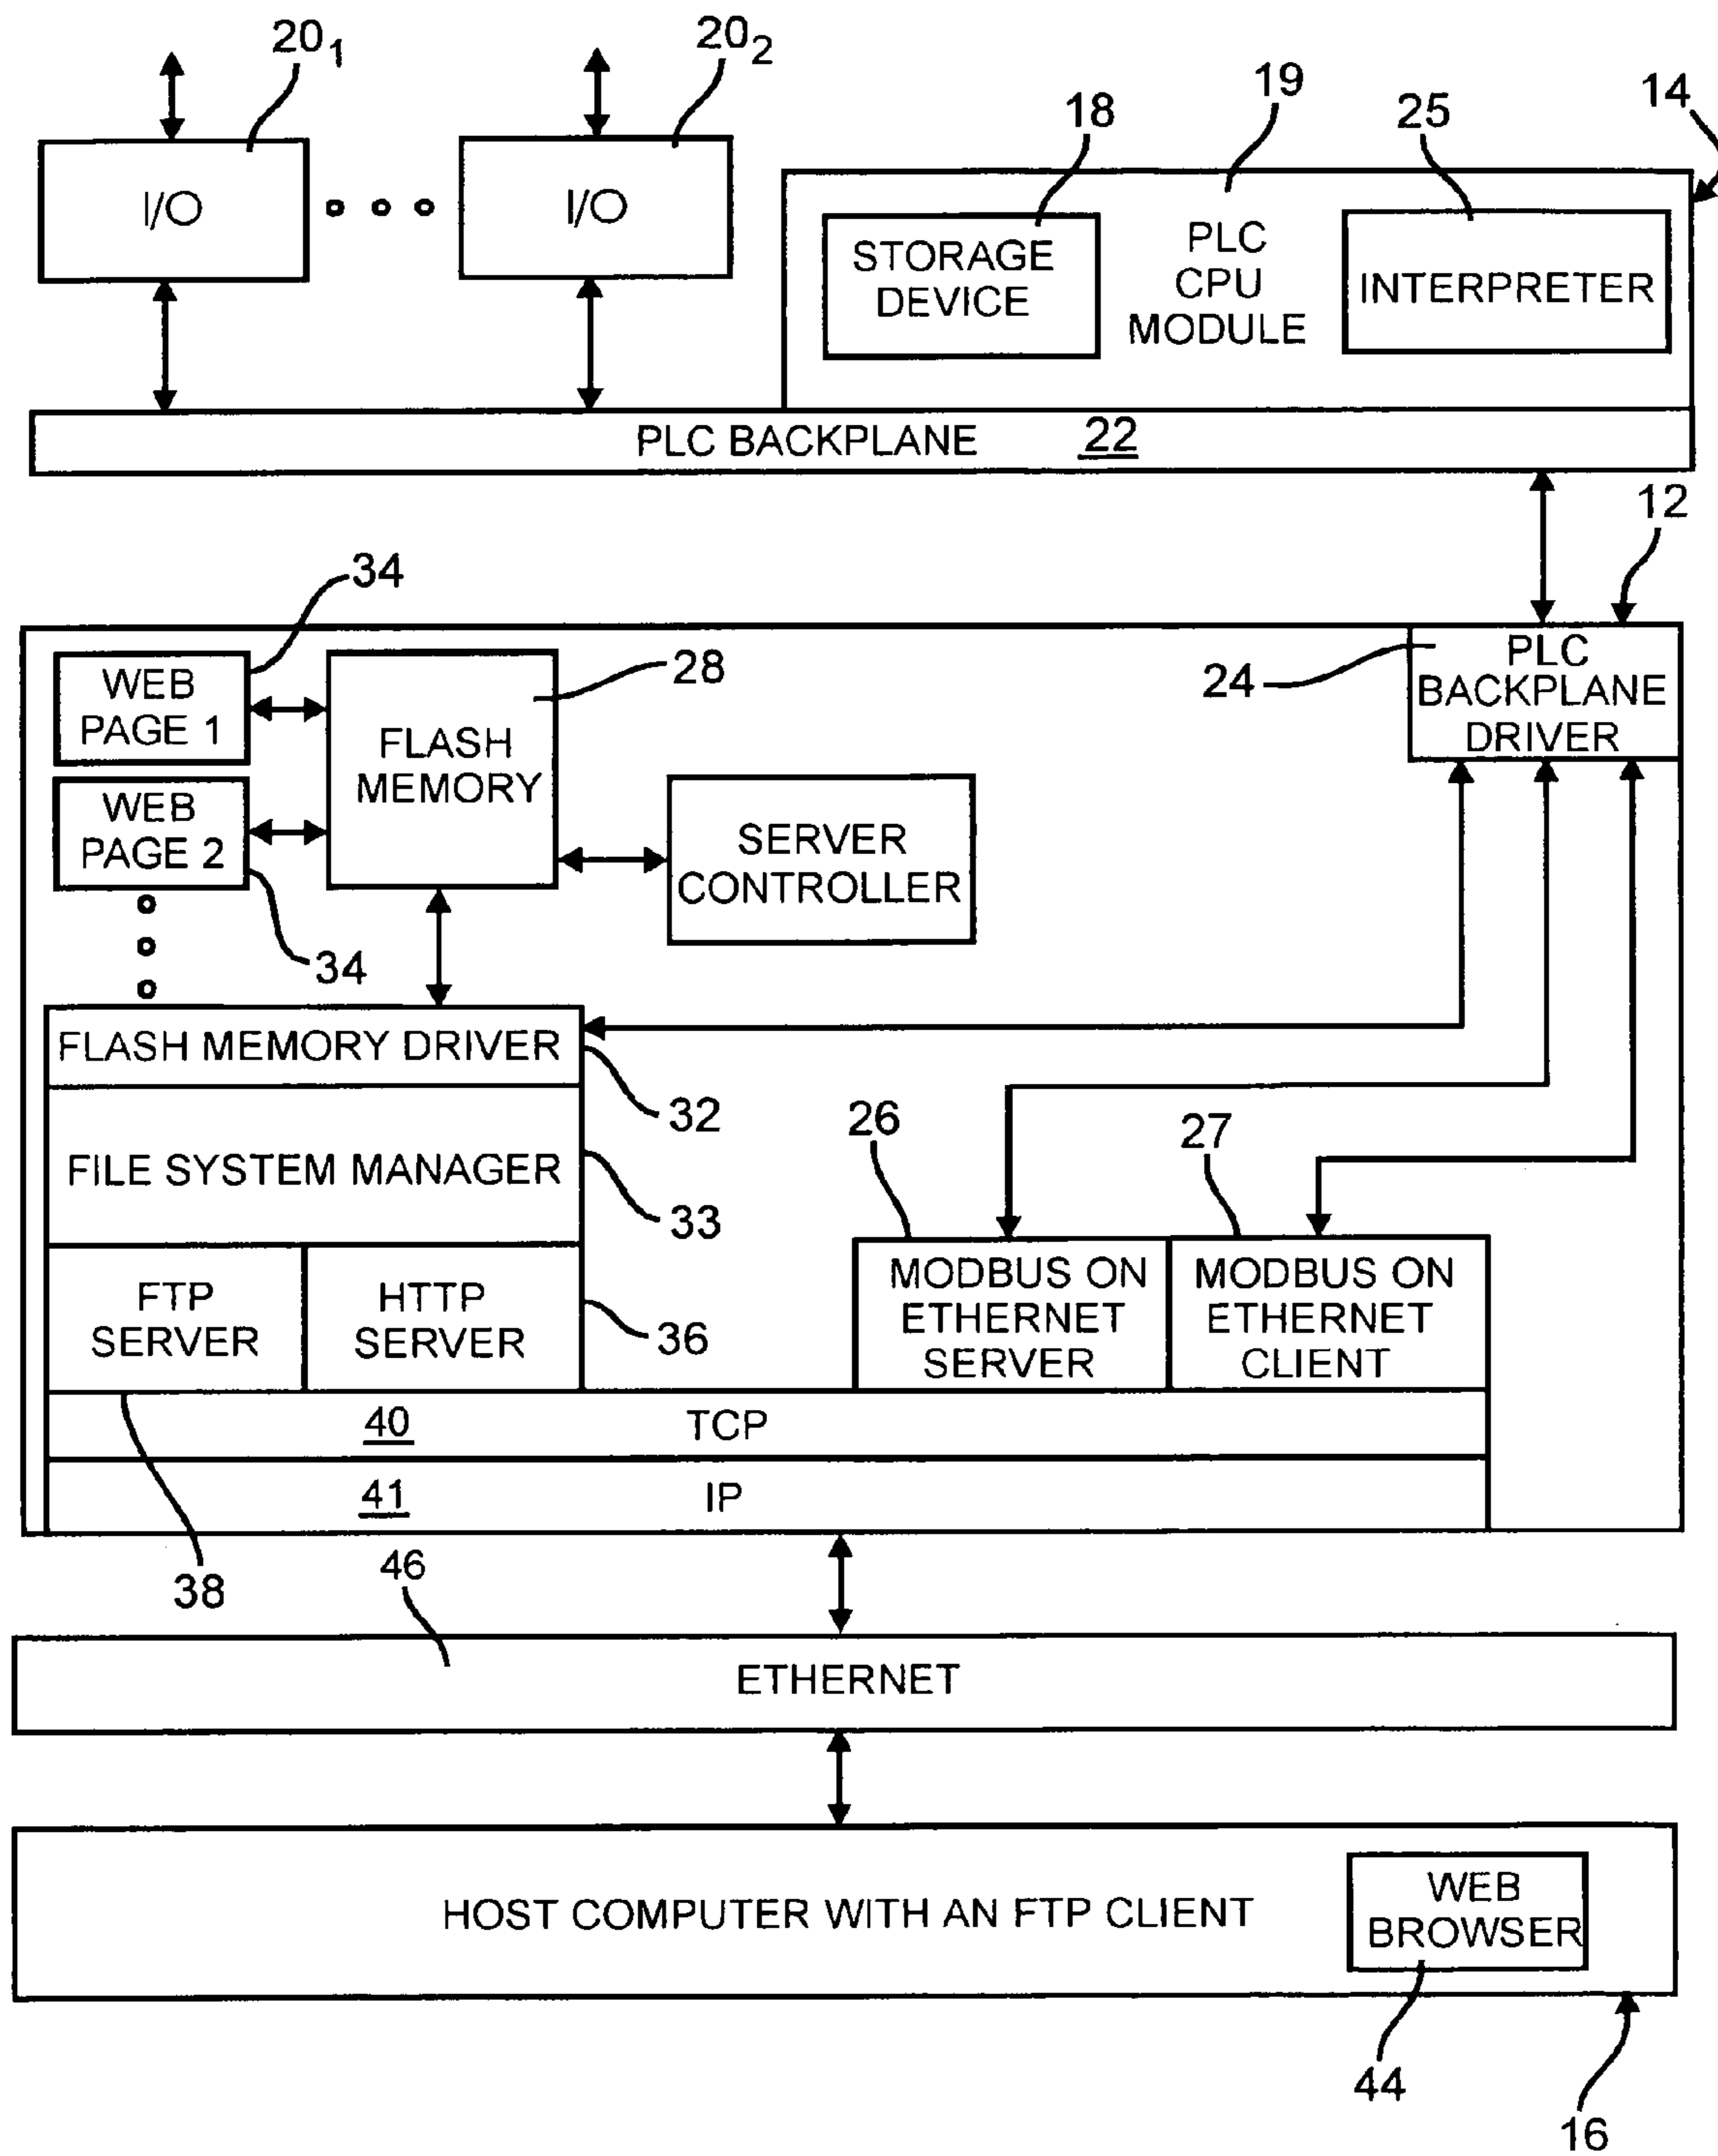 20₁
20₂
19
14
18
25
I/O
I/O
STORAGE
DEVICE
PLC
CPU
MODULE
INTERPRETER
PLC BACKPLANE 22
12
34
WEB
PAGE 1
28
FLASH
MEMORY
24
PLC
BACKPLANE
DRIVER
WEB
PAGE 2
SERVER
CONTROLLER
34
FLASH MEMORY DRIVER
32
FILE SYSTEM MANAGER
33
26
27
FTP
SERVER
HTTP
SERVER
36
MODBUS ON
ETHERNET
SERVER
MODBUS ON
ETHERNET
CLIENT
40 TCP
41 IP
38
46
ETHERNET
HOST COMPUTER WITH AN FTP CLIENT
WEB
BROWSER
44
16